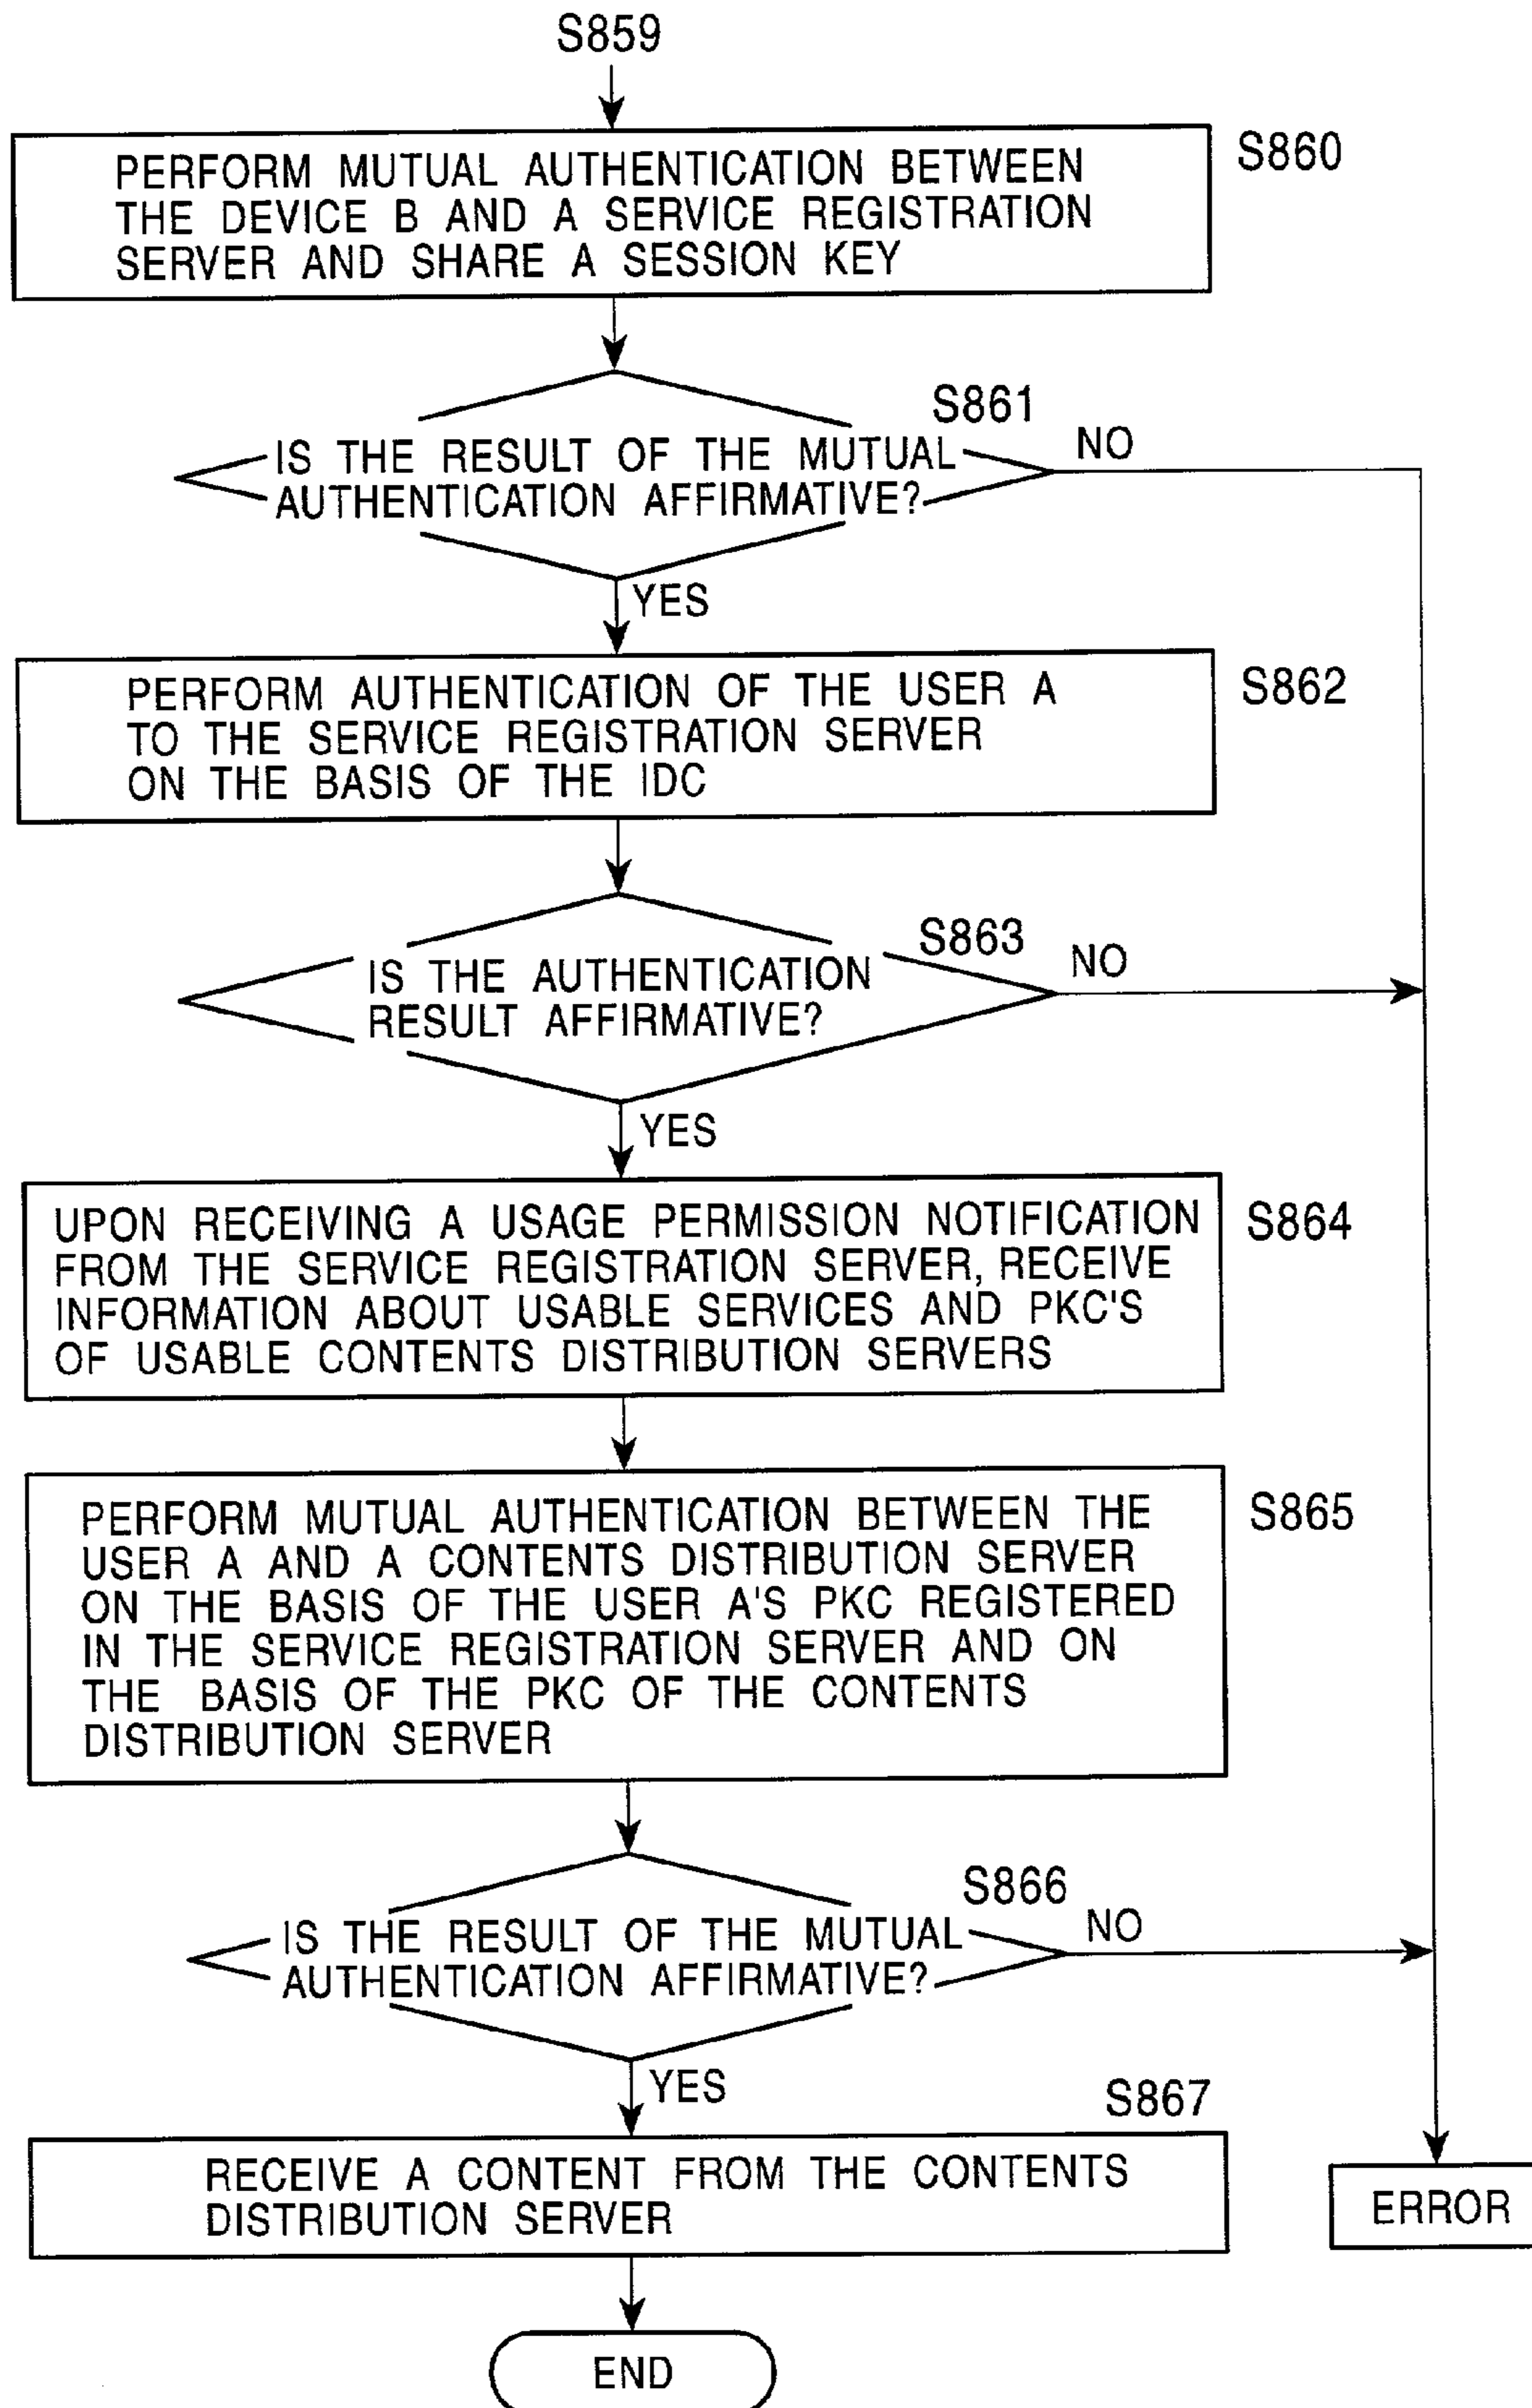 S859
PERFORM MUTUAL AUTHENTICATION BETWEEN
THE DEVICE B AND A SERVICE REGISTRATION
SERVER AND SHARE A SESSION KEY
S860
S861
IS THE RESULT OF THE MUTUAL
AUTHENTICATION AFFIRMATIVE?
NO
YES
PERFORM AUTHENTICATION OF THE USER A
TO THE SERVICE REGISTRATION SERVER
ON THE BASIS OF THE IDC
S862
S863
IS THE AUTHENTICATION
RESULT AFFIRMATIVE?
NO
YES
UPON RECEIVING A USAGE PERMISSION NOTIFICATION
FROM THE SERVICE REGISTRATION SERVER, RECEIVE
INFORMATION ABOUT USABLE SERVICES AND PKC'S
OF USABLE CONTENTS DISTRIBUTION SERVERS
S864
PERFORM MUTUAL AUTHENTICATION BETWEEN THE
USER A AND A CONTENTS DISTRIBUTION SERVER
ON THE BASIS OF THE USER A'S PKC REGISTERED
IN THE SERVICE REGISTRATION SERVER AND ON
THE BASIS OF THE PKC OF THE CONTENTS
DISTRIBUTION SERVER
S865
S866
IS THE RESULT OF THE MUTUAL
AUTHENTICATION AFFIRMATIVE?
NO
YES
S867
RECEIVE A CONTENT FROM THE CONTENTS
DISTRIBUTION SERVER
ERROR
END